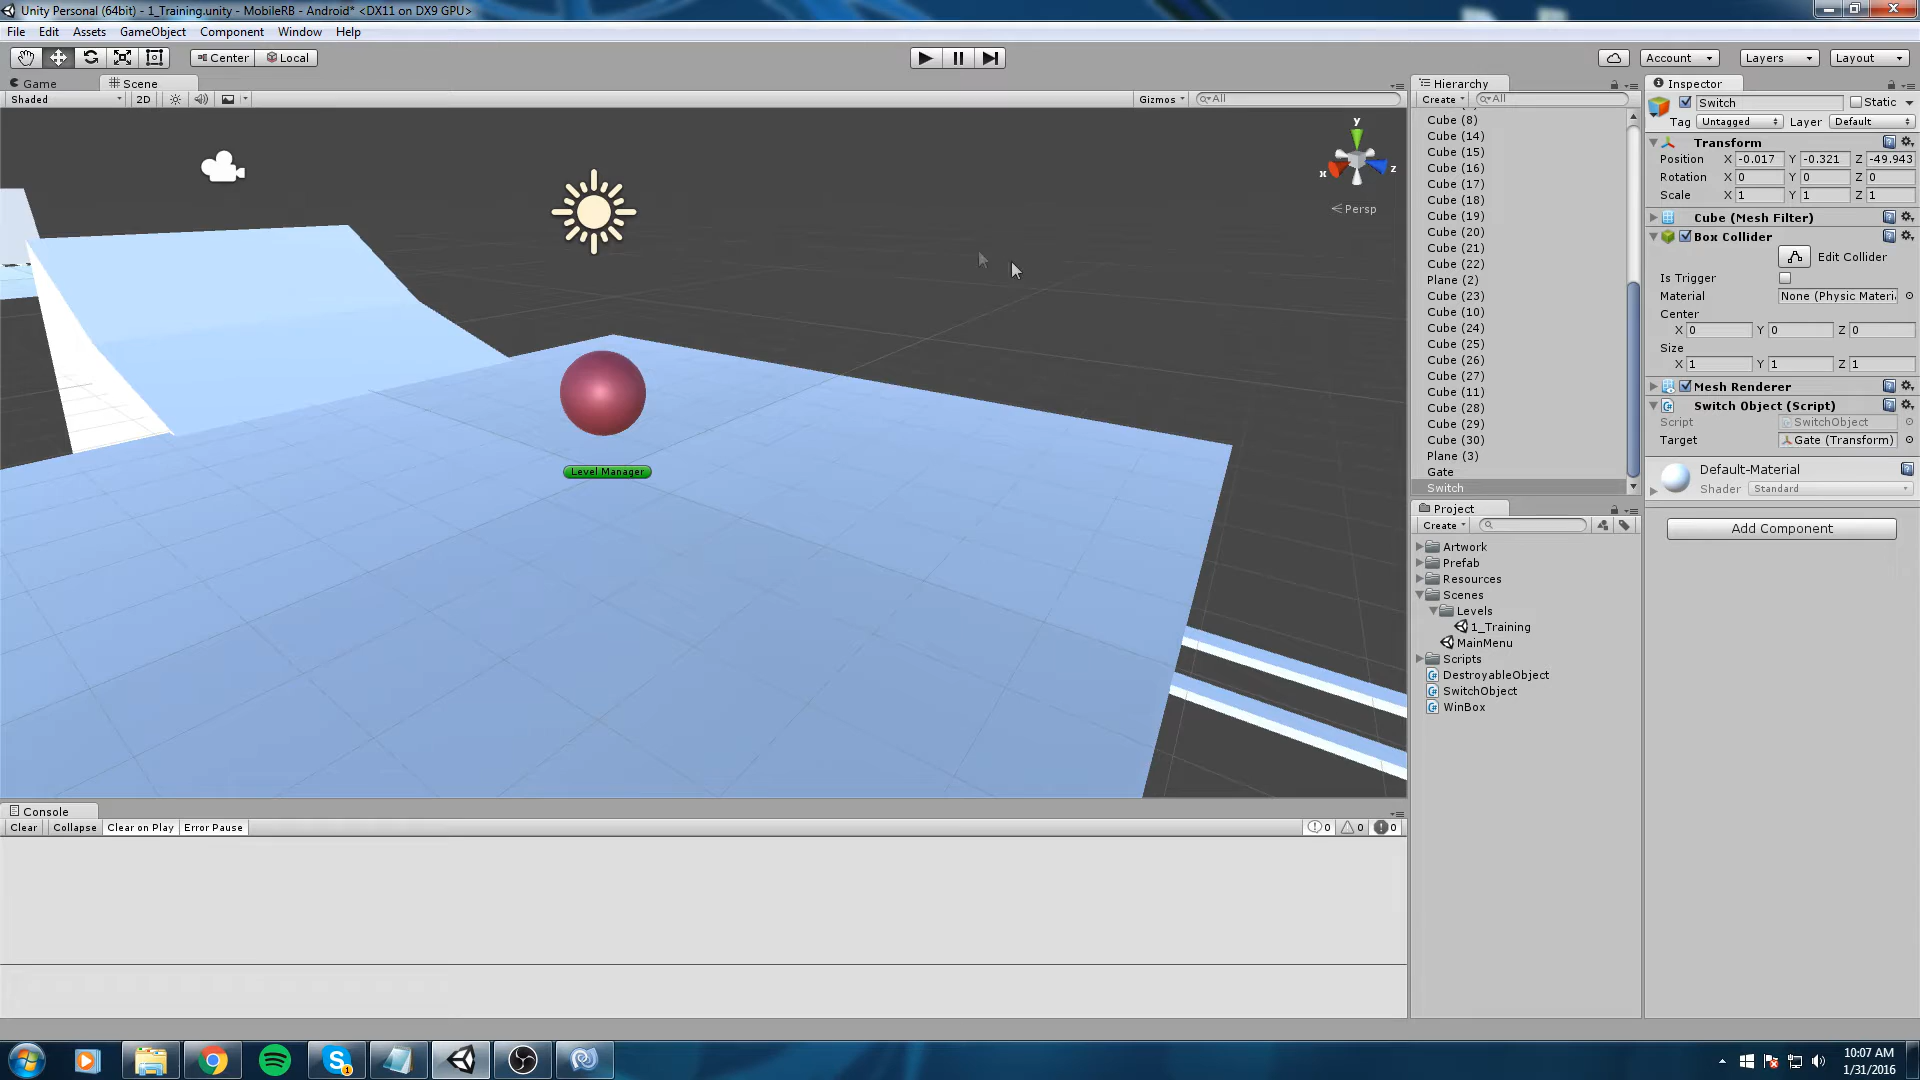 Unity Personal (64bit) - 1_Training.unity - MobileRB - Android* <DX11 on DX9 GPU>
File Edit Assets GameObject Component Window Help
Center Local Account Layers Layout
Game Scene
Shaded 2D Gizmos All
y
x z
Persp
Level Manager
Hierarchy
Create All
Cube (8)
Cube (14)
Cube (15)
Cube (16)
Cube (17)
Cube (18)
Cube (19)
Cube (20)
Cube (21)
Cube (22)
Plane (2)
Cube (23)
Cube (10)
Cube (24)
Cube (25)
Cube (26)
Cube (27)
Cube (11)
Cube (28)
Cube (29)
Cube (30)
Plane (3)
Gate
Switch
Project
Create
Artwork
Prefab
Resources
Scenes
Levels
1_Training
MainMenu
Scripts
DestroyableObject
SwitchObject
WinBox
Inspector
Switch Static
Tag Untagged Layer Default
Transform
Position X -0.017 Y -0.321 Z -49.943
Rotation X 0 Y 0 Z 0
Scale X 1 Y 1 Z 1
Cube (Mesh Filter)
Box Collider
Edit Collider
Is Trigger
Material None (Physic Materi
Center
X 0 Y 0 Z 0
Size
X 1 Y 1 Z 1
Mesh Renderer
Switch Object (Script)
Script SwitchObject
Target Gate (Transform)
Default-Material
Shader Standard
Add Component
Console
Clear Collapse Clear on Play Error Pause 0 0 0
10:07 AM
1/31/2016